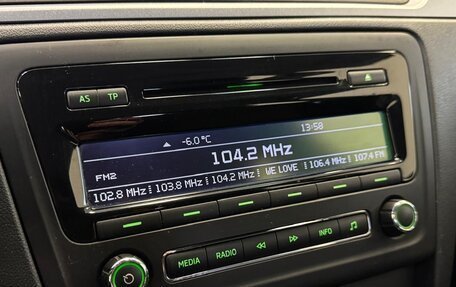 AS TP
-6.0°C 13:58
104.2 MHz
FM2
102.8 MHz 103.8 MHz 104.2 MHz WE LOVE 106.4 MHz 107.4 FM
MEDIA RADIO INFO